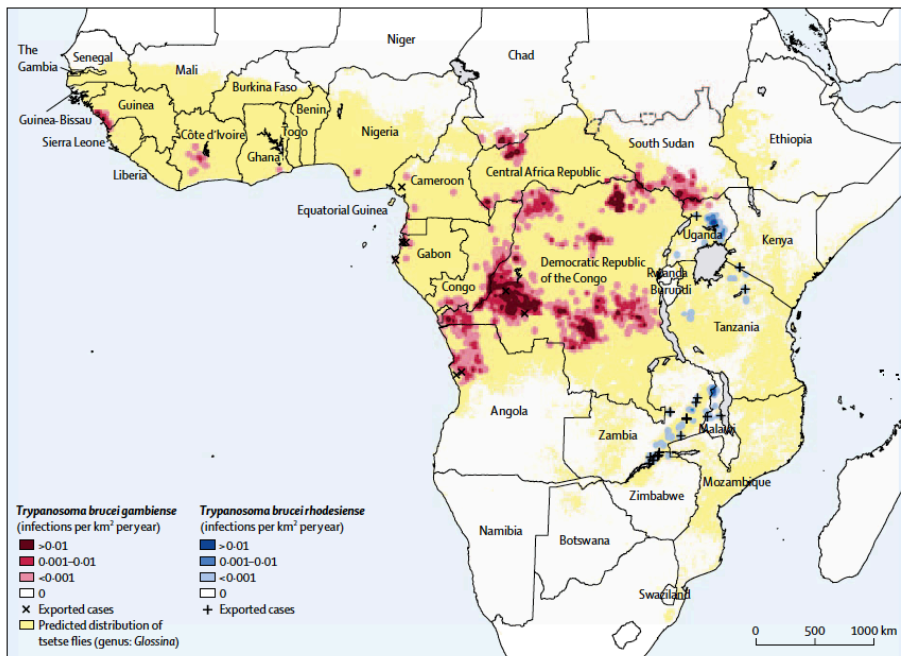 Niger
Chad
The
Gambia
Senegal
Mali
Burkina Faso
Guinea
Benin
Guinea-Bissau
Côte d'Ivoire
Togo
Ghana
Nigeria
Sierra Leone
Liberia
South Sudan
Ethiopia
Central Africa Republic
Cameroon
Equatorial Guinea
Uganda
Kenya
Gabon
Congo
Democratic Republic
of the Congo
Rwanda
Burundi
Tanzania
Angola
Zambia
Malawi
Mozambique
Zimbabwe
Namibia
Botswana
Swaziland
Trypanosoma brucei gambiense
(infections per km² per year)
>0·01
0·001–0·01
<0·001
0
Exported cases
Predicted distribution of
tsetse flies (genus: Glossina)
Trypanosoma brucei rhodesiense
(infections per km² per year)
>0·01
0·001–0·01
<0·001
0
Exported cases
0 500 1000 km